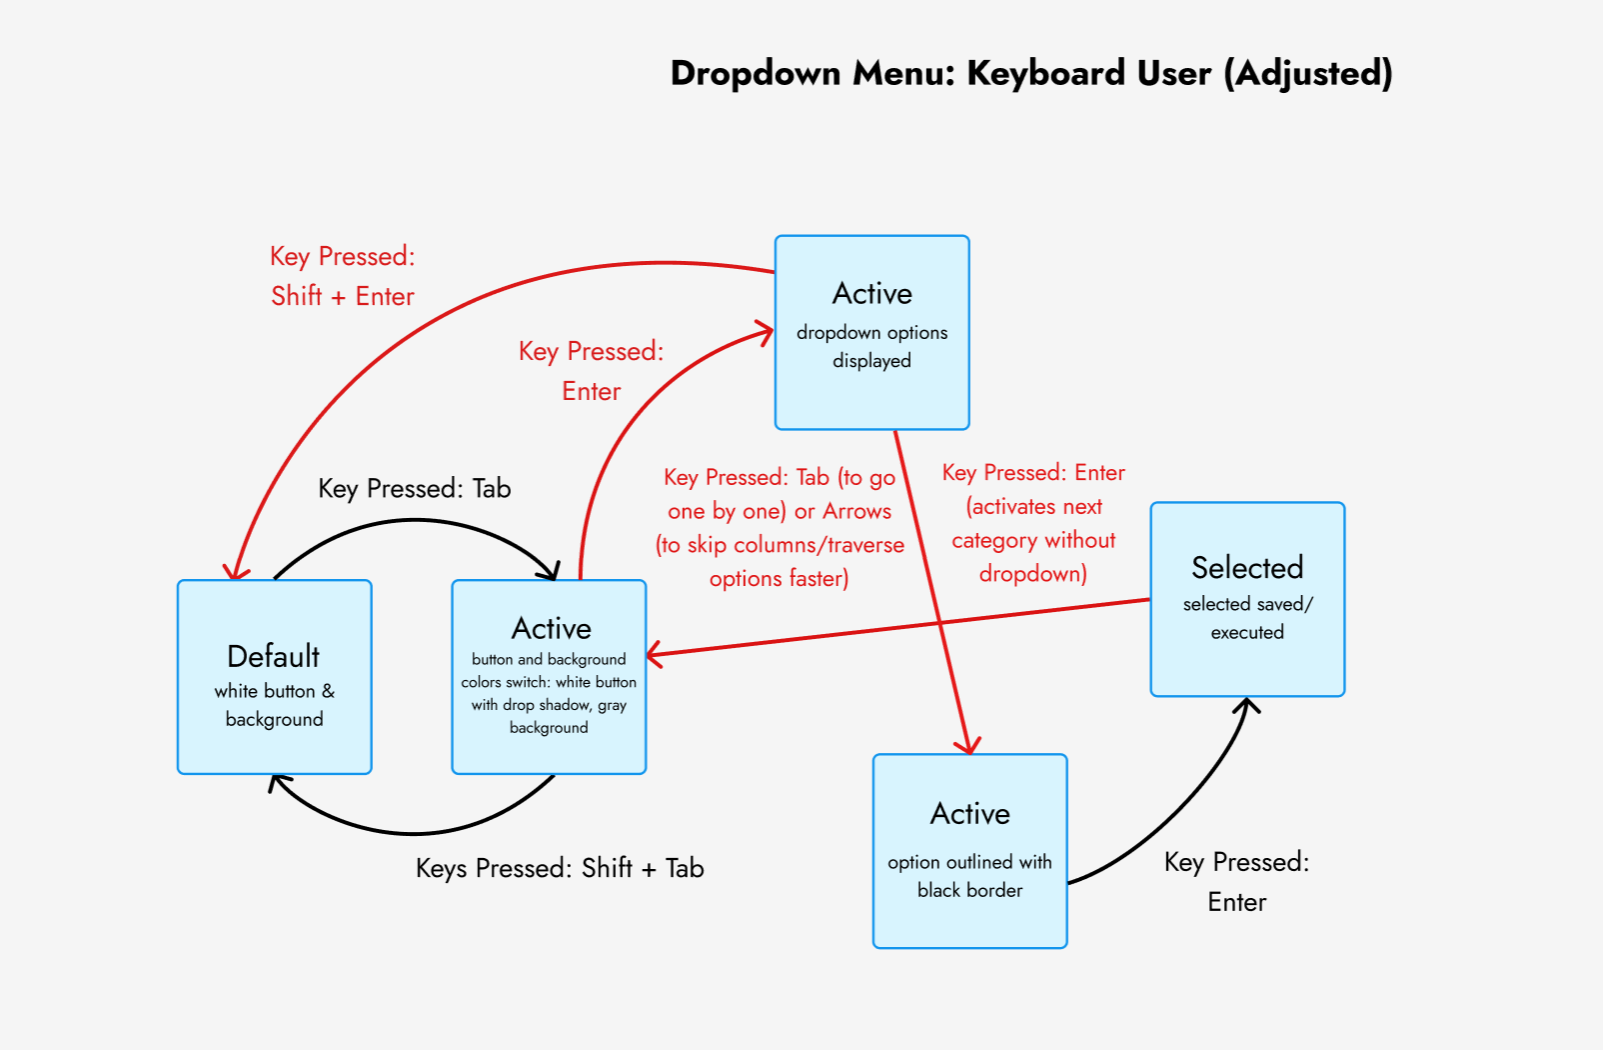 Dropdown Menu: Keyboard User (Adjusted)
Key Pressed:
Shift + Enter
Active
dropdown options
displayed
Key Pressed:
Enter
Key Pressed: Tab
Key Pressed: Tab (to go
one by one) or Arrows
(to skip columns/traverse
options faster)
Key Pressed: Enter
(activates next
category without
dropdown)
Selected
selected saved/
executed
Default
white button &
background
Active
button and background
colors switch: white button
with drop shadow, gray
background
Keys Pressed: Shift + Tab
Active
option outlined with
black border
Key Pressed:
Enter